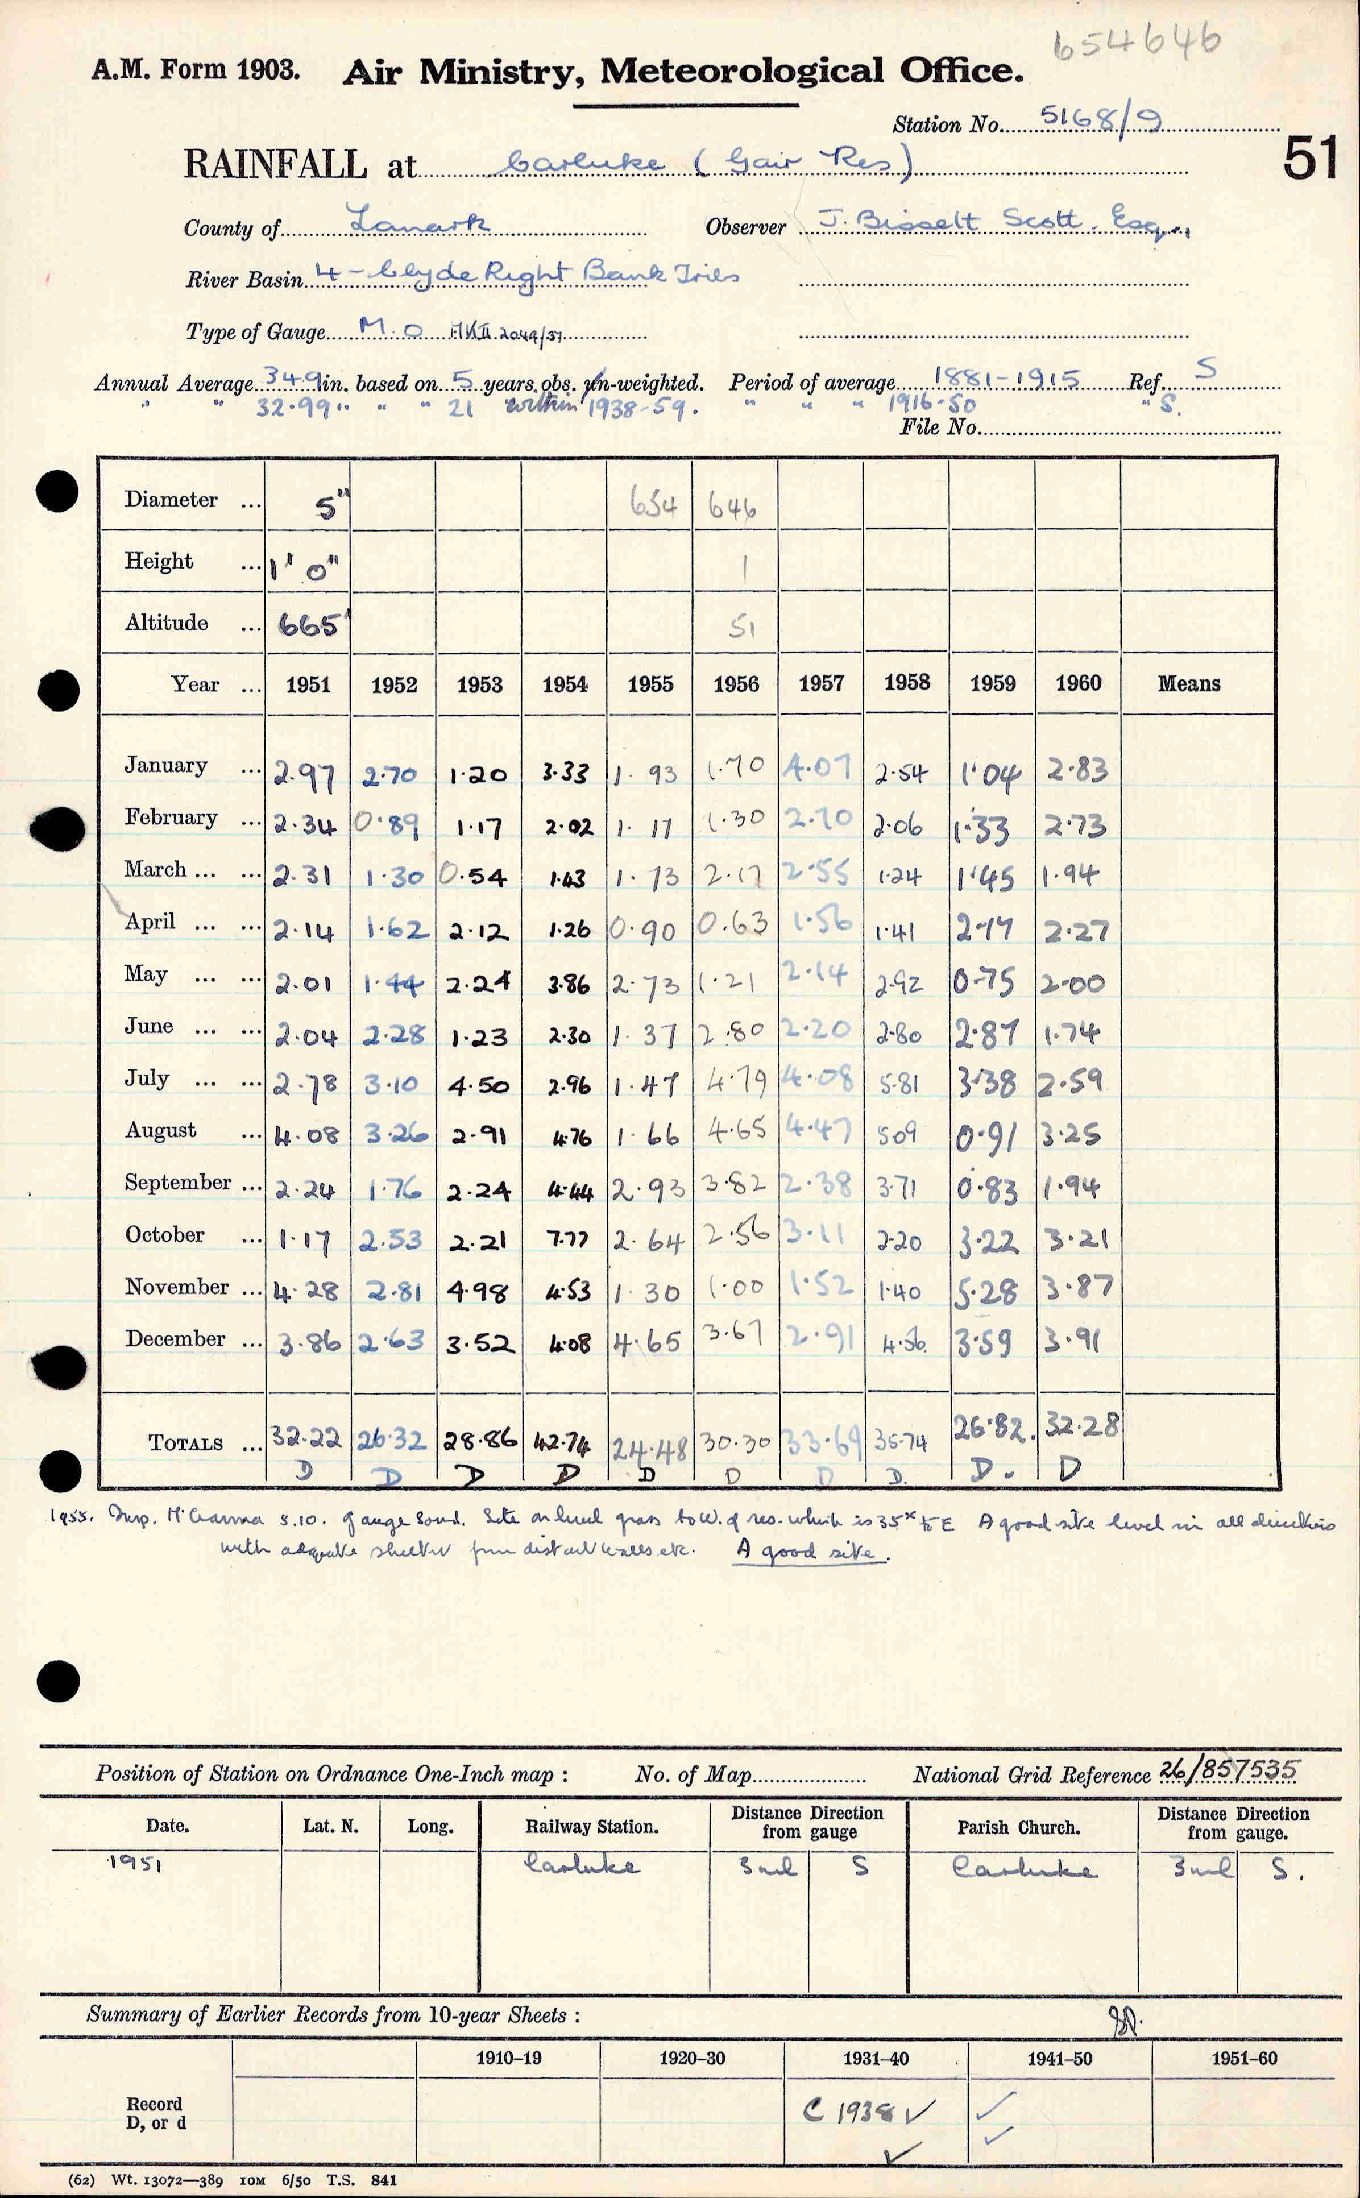 654646
A.M. Form 1903. Air Ministry, Meteorological Office.
Station No. 5168/9
51
RAINFALL at Carluke (Gair Res)
County of Lanark Observer J. Bissett Scott. Esq.,
River Basin 4 - Clyde Right Bank Tribs
Type of Gauge M.O MKII 2049/51
Annual Average 34.9 in. based on 5 years. obs. un-weighted. Period of average 1881-1915 Ref. S
" " 32.99 " " " 21 within 1938-59. " " " 1916-50 " S.
File No.
Diameter ... 5" 654 646
Height ... 1' 0" 1
Altitude ... 665' 51
Year ... 1951 1952 1953 1954 1955 1956 1957 1958 1959 1960 Means
January ... 2.97 2.70 1.20 3.33 1.93 1.70 4.07 2.54 1.04 2.83
February ... 2.34 0.89 1.17 2.02 1.17 1.30 2.70 2.06 1.33 2.73
March ... ... 2.31 1.30 0.54 1.43 1.73 2.17 2.55 1.24 1.45 1.94
April ... ... 2.14 1.62 2.12 1.26 0.90 0.63 1.56 1.41 2.17 2.27
May ... ... 2.01 1.44 2.24 3.86 2.73 1.21 2.14 2.92 0.75 2.00
June ... ... 2.04 2.28 1.23 2.30 1.37 2.80 2.20 2.80 2.87 1.74
July ... ... 2.78 3.10 4.50 2.96 1.47 4.79 4.08 5.81 3.38 2.59
August ... 4.08 3.26 2.91 4.76 1.66 4.65 4.47 5.09 0.91 3.25
September ... 2.24 1.76 2.24 4.44 2.93 3.82 2.38 3.71 0.83 1.94
October ... 1.17 2.53 2.21 7.77 2.64 2.56 3.11 2.20 3.22 3.21
November ... 4.28 2.81 4.98 4.53 1.30 1.00 1.52 1.40 5.28 3.87
December ... 3.86 2.63 3.52 4.08 4.65 3.67 2.91 4.56. 3.59 3.91
TOTALS ... 32.22 26.32 28.86 42.74 24.48 30.30 33.69 35.74 26.82. 32.28
D D D D D D D D. D. D
1955. Insp. 5.10. gauge Sound. Site on level grass to W. of res. which is 35x to E A good site level in all directions
with adequate shelter from distant walls etc. A good site.
Position of Station on Ordnance One-Inch map : No. of Map National Grid Reference 26/857535
Date. Lat. N. Long. Railway Station. Distance Direction from gauge Parish Church. Distance Direction from gauge.
1951 Carluke 3 ml S Carluke 3 ml S.
Summary of Earlier Records from 10-year Sheets :
1910-19 1920-30 1931-40 1941-50 1951-60
Record
D, or d
C 1938 ✓ ✓
✓ ✓
(62) Wt. 13072—389 10M 6/50 T.S. 841